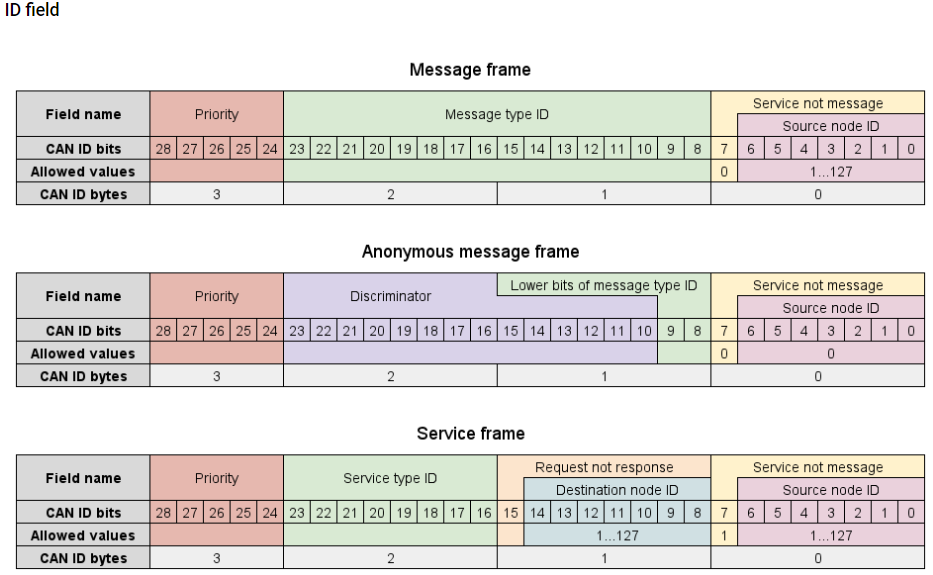 ID field
Message frame
Field name Priority Message type ID Service not message
Source node ID
CAN ID bits 28 27 26 25 24 23 22 21 20 19 18 17 16 15 14 13 12 11 10 9 8 7 6 5 4 3 2 1 0
Allowed values 0 1...127
CAN ID bytes 3 2 1 0
Anonymous message frame
Field name Priority Discriminator Lower bits of message type ID Service not message
Source node ID
CAN ID bits 28 27 26 25 24 23 22 21 20 19 18 17 16 15 14 13 12 11 10 9 8 7 6 5 4 3 2 1 0
Allowed values 0 0
CAN ID bytes 3 2 1 0
Service frame
Field name Priority Service type ID Request not response Service not message
Destination node ID Source node ID
CAN ID bits 28 27 26 25 24 23 22 21 20 19 18 17 16 15 14 13 12 11 10 9 8 7 6 5 4 3 2 1 0
Allowed values 1...127 1 1...127
CAN ID bytes 3 2 1 0